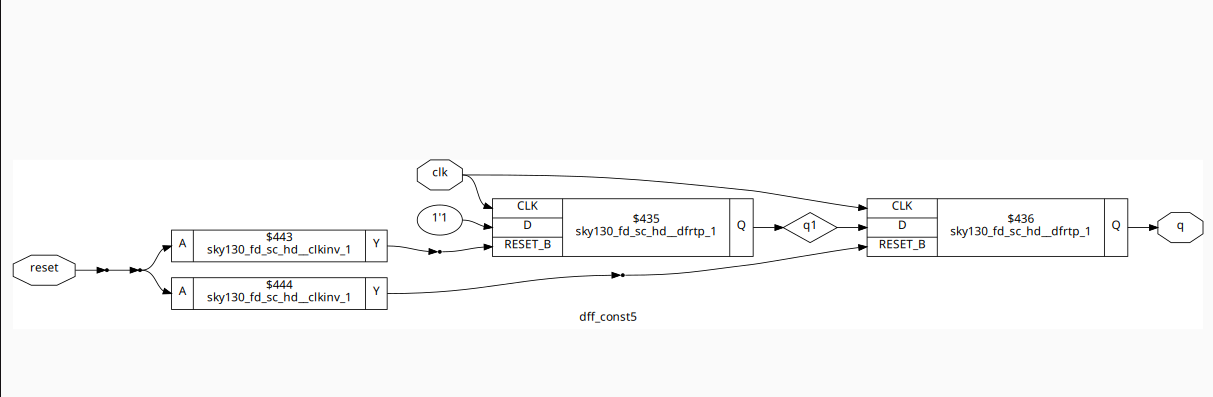 clk
$443
sky130_fd_sc_hd__clkinv_1
A
Y
reset
$444
sky130_fd_sc_hd__clkinv_1
A
Y
1'1
CLK
D
RESET_B
$435
sky130_fd_sc_hd__dfrtp_1
Q
q1
CLK
D
RESET_B
$436
sky130_fd_sc_hd__dfrtp_1
Q
q
dff_const5